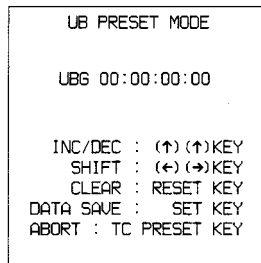 UB PRESET MODE
UBG 00:00:00:00
INC/DEC : (↑)(↑)KEY
SHIFT : (←)(→)KEY
CLEAR : RESET KEY
DATA SAVE : SET KEY
ABORT : TC PRESET KEY